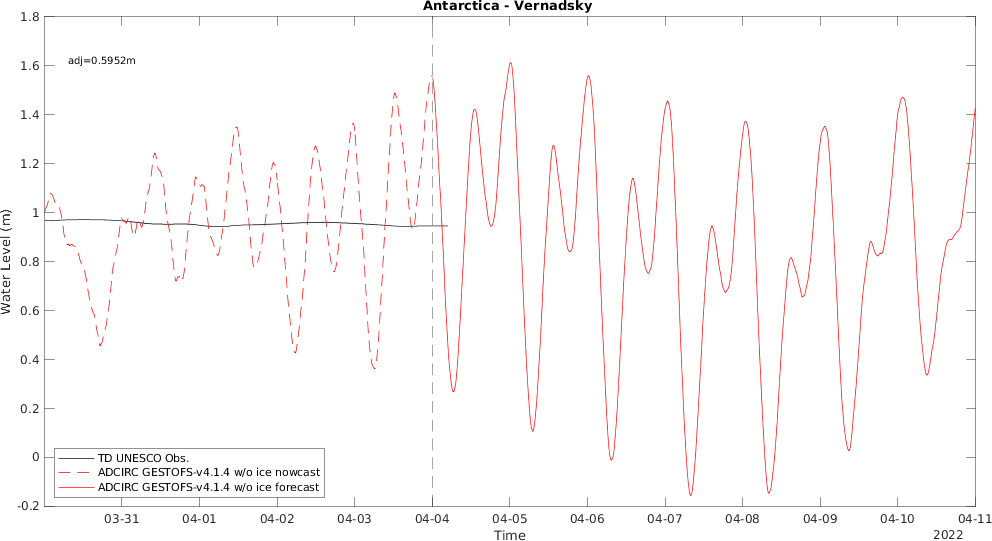 Antarctica - Vernadsky
adj=0.5952m
1.8
1.6
1.4
1.2
1
0.8
0.6
0.4
0.2
0
-0.2
Water Level (m)
TD UNESCO Obs.
ADCIRC GESTOFS-v4.1.4 w/o ice nowcast
ADCIRC GESTOFS-v4.1.4 w/o ice forecast
03-31 04-01 04-02 04-03 04-04 04-05 04-06 04-07 04-08 04-09 04-10 04-11
Time
2022